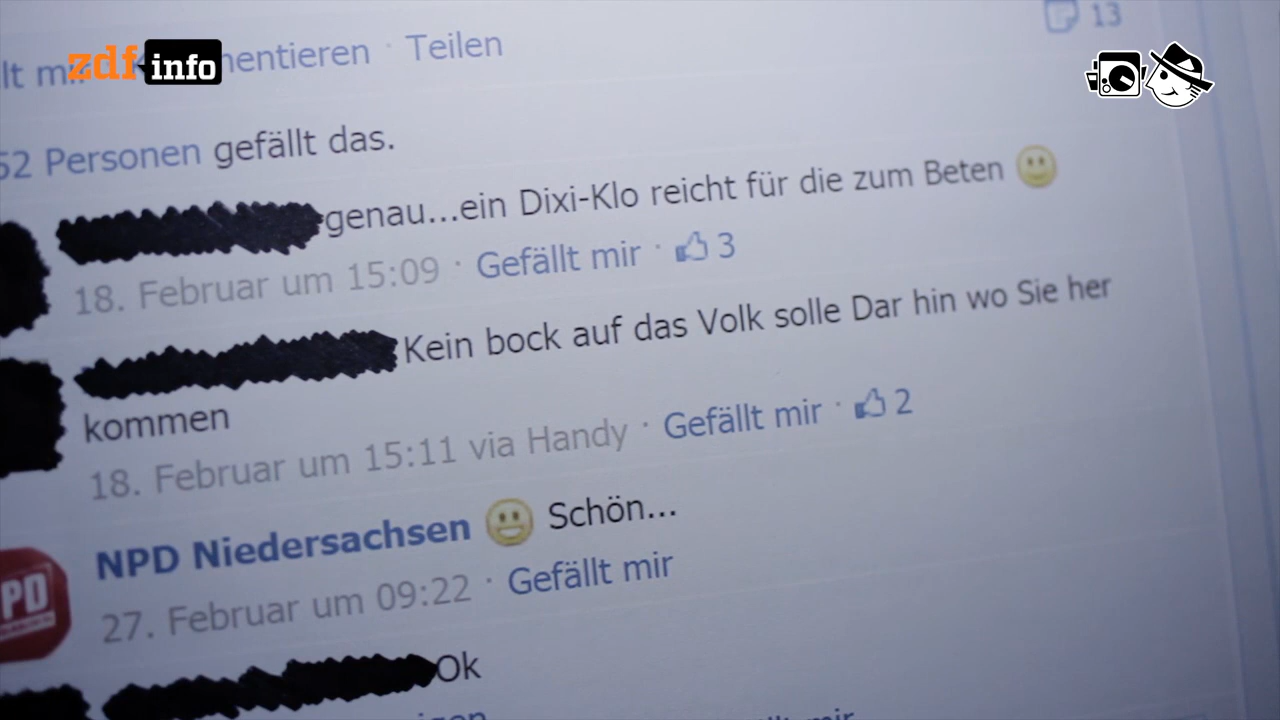 zdf info
mentieren · Teilen
13
52 Personen gefällt das.
genau...ein Dixi-Klo reicht für die zum Beten
18. Februar um 15:09 · Gefällt mir · 3
Kein bock auf das Volk solle Dar hin wo Sie her
kommen
18. Februar um 15:11 via Handy · Gefällt mir · 2
NPD Niedersachsen Schön...
27. Februar um 09:22 · Gefällt mir
PD
Ok